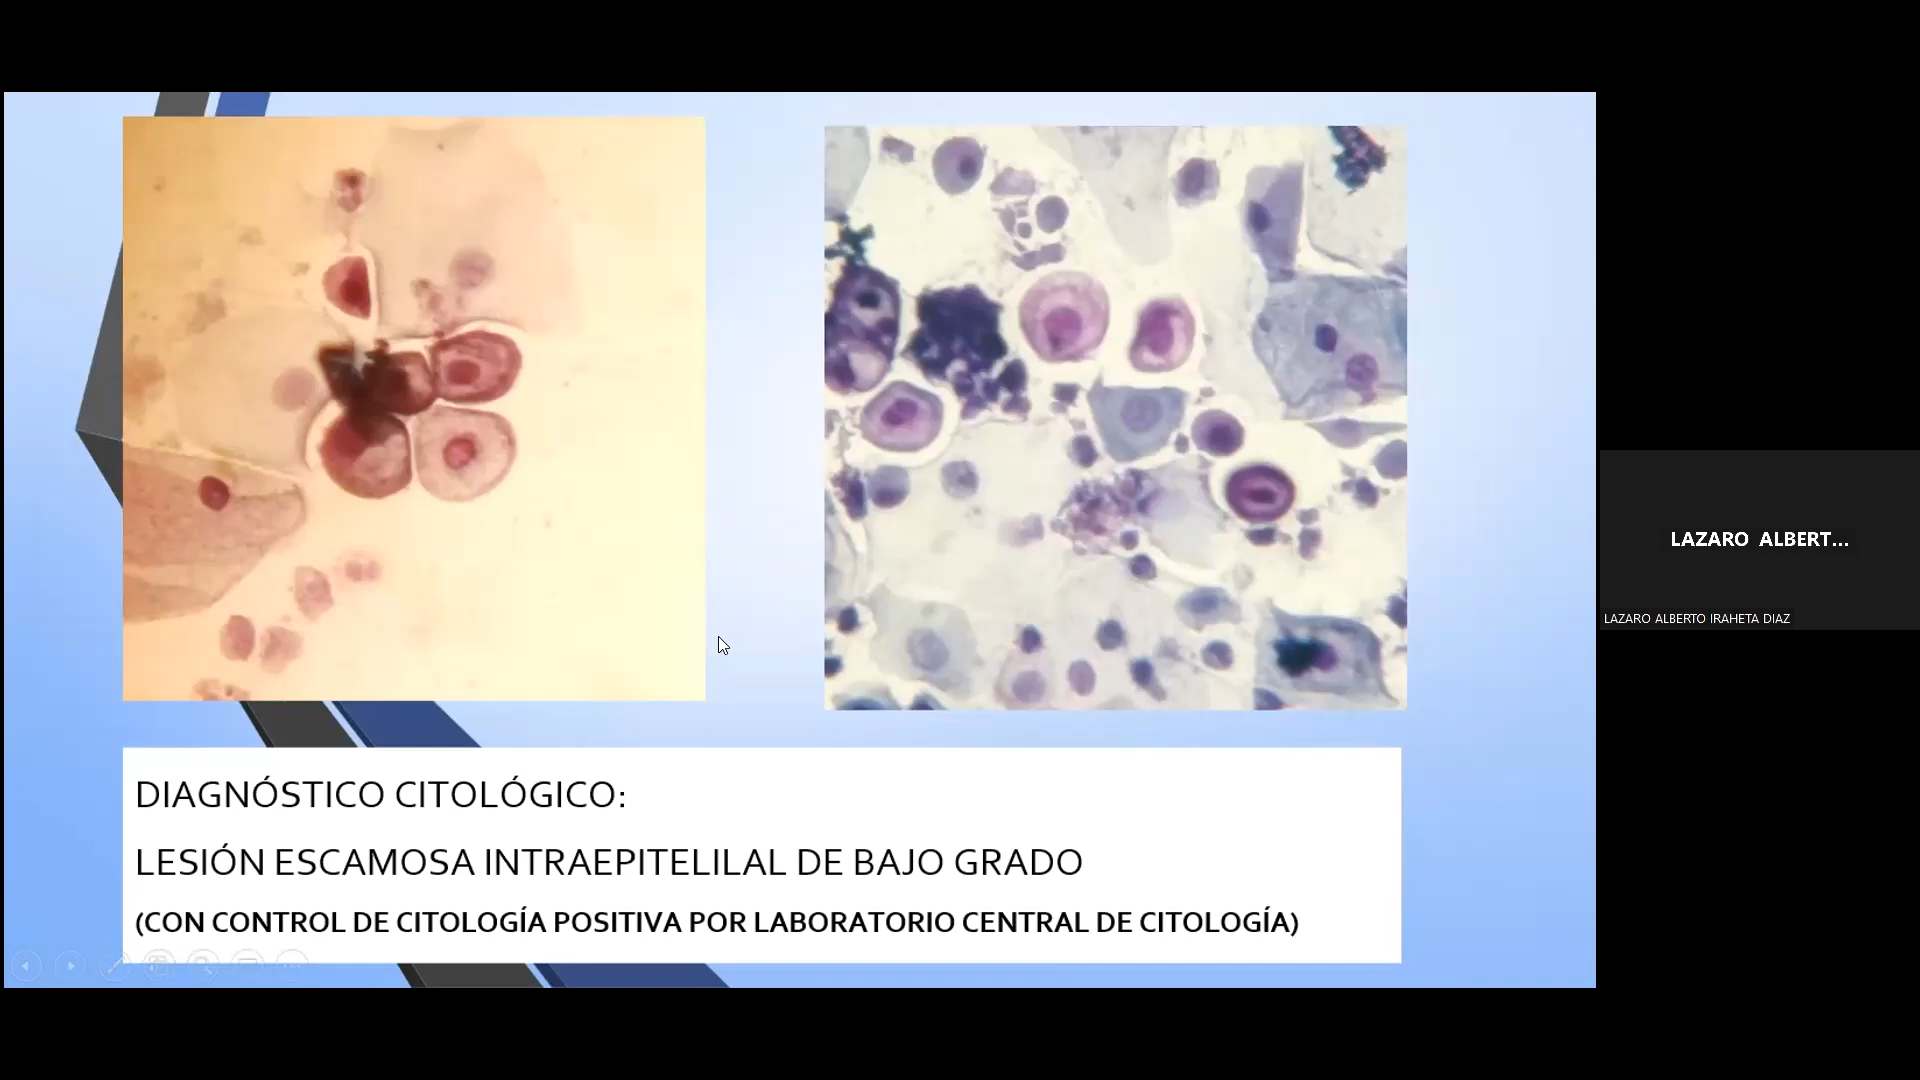 DIAGNÓSTICO CITOLÓGICO:
LESIÓN ESCAMOSA INTRAEPITELILAL DE BAJO GRADO
(CON CONTROL DE CITOLOGÍA POSITIVA POR LABORATORIO CENTRAL DE CITOLOGÍA)
LAZARO ALBERT...
LAZARO ALBERTO IRAHETA DIAZ